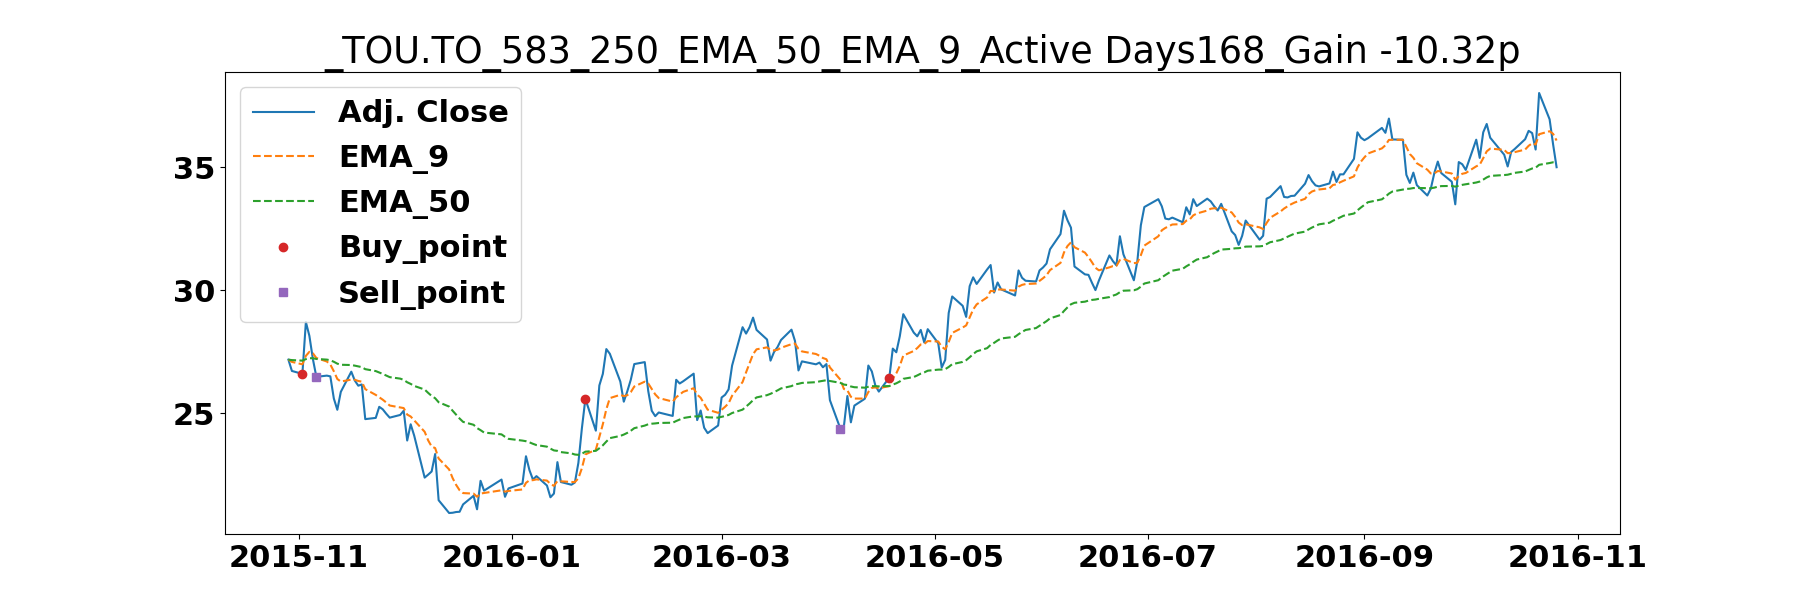 _TOU.TO_583_250_EMA_50_EMA_9_Active Days168_Gain -10.32p
Adj. Close
EMA_9
EMA_50
Buy_point
Sell_point
35
30
25
2015-11 2016-01 2016-03 2016-05 2016-07 2016-09 2016-11